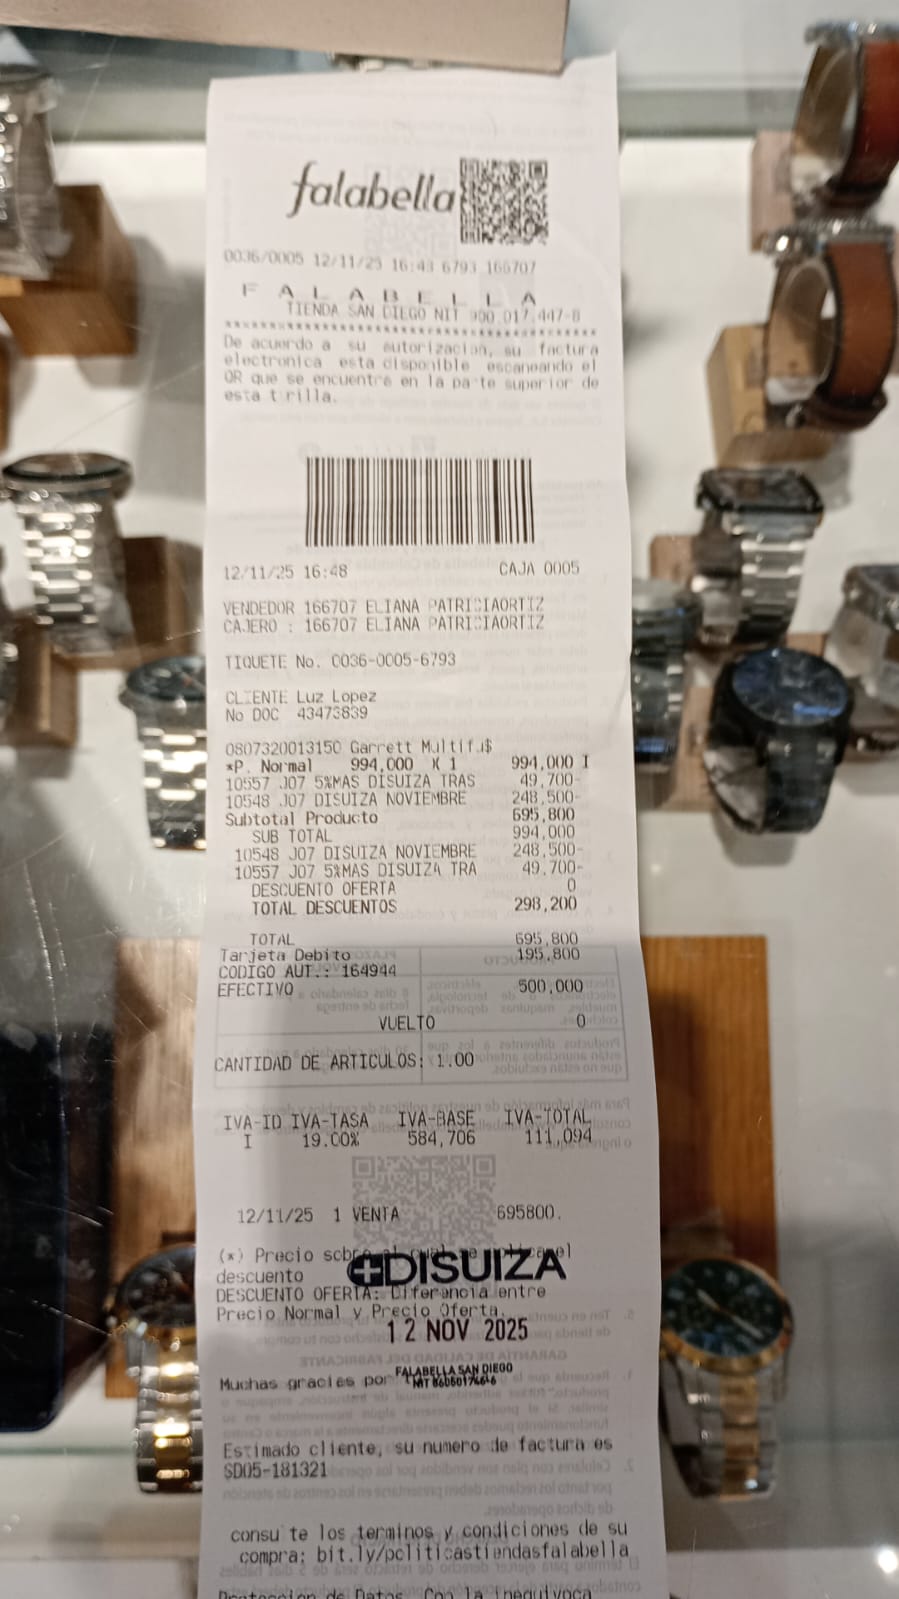 falabella
0036/0005 12/11/25 16:48 6793 166707
F A L A B E L L A
TIENDA SAN DIEGO NIT 900.017.447-8
De acuerdo a su autorizacion, su factura
electronica esta disponible escaneando el
QR que se encuentra en la parte superior de
esta tirilla.
12/11/25 16:48 CAJA 0005
VENDEDOR 166707 ELIANA PATRICIAORTIZ
CAJERO : 166707 ELIANA PATRICIAORTIZ
TIQUETE No. 0036-0005-6793
CLIENTE Luz Lopez
No DOC 43473839
0807320013150 Garrett Multifu$
*P. Normal 994,000 X 1 994,000 I
10557 J07 5%MAS DISUIZA TRAS 49,700-
10548 J07 DISUIZA NOVIEMBRE 248,500-
Subtotal Producto 695,800
SUB TOTAL 994,000
10548 J07 DISUIZA NOVIEMBRE 248,500-
10557 J07 5%MAS DISUIZA TRA 49,700-
DESCUENTO OFERTA 0
TOTAL DESCUENTOS 298,200
TOTAL 695,800
Tarjeta Debito 195,800
CODIGO AUT.: 164944
EFECTIVO 500,000
VUELTO 0
CANTIDAD DE ARTICULOS: 1.00
IVA-ID IVA-TASA IVA-BASE IVA-TOTAL
I 19.00% 584,706 111,094
12/11/25 1 VENTA 695800.
(*) Precio sobre el cual se aplica el
descuento
DISUIZA
DESCUENTO OFERTA: Diferencia entre
Precio Normal y Precio Oferta.
12 NOV 2025
FALABELLA SAN DIEGO
Muchas gracias por
Estimado cliente, su numero de factura es
SD05-181321
consulte los terminos y condiciones de su
compra: bit.ly/politicastiendasfalabella
Proteccion de Datos. Con la inequivoca